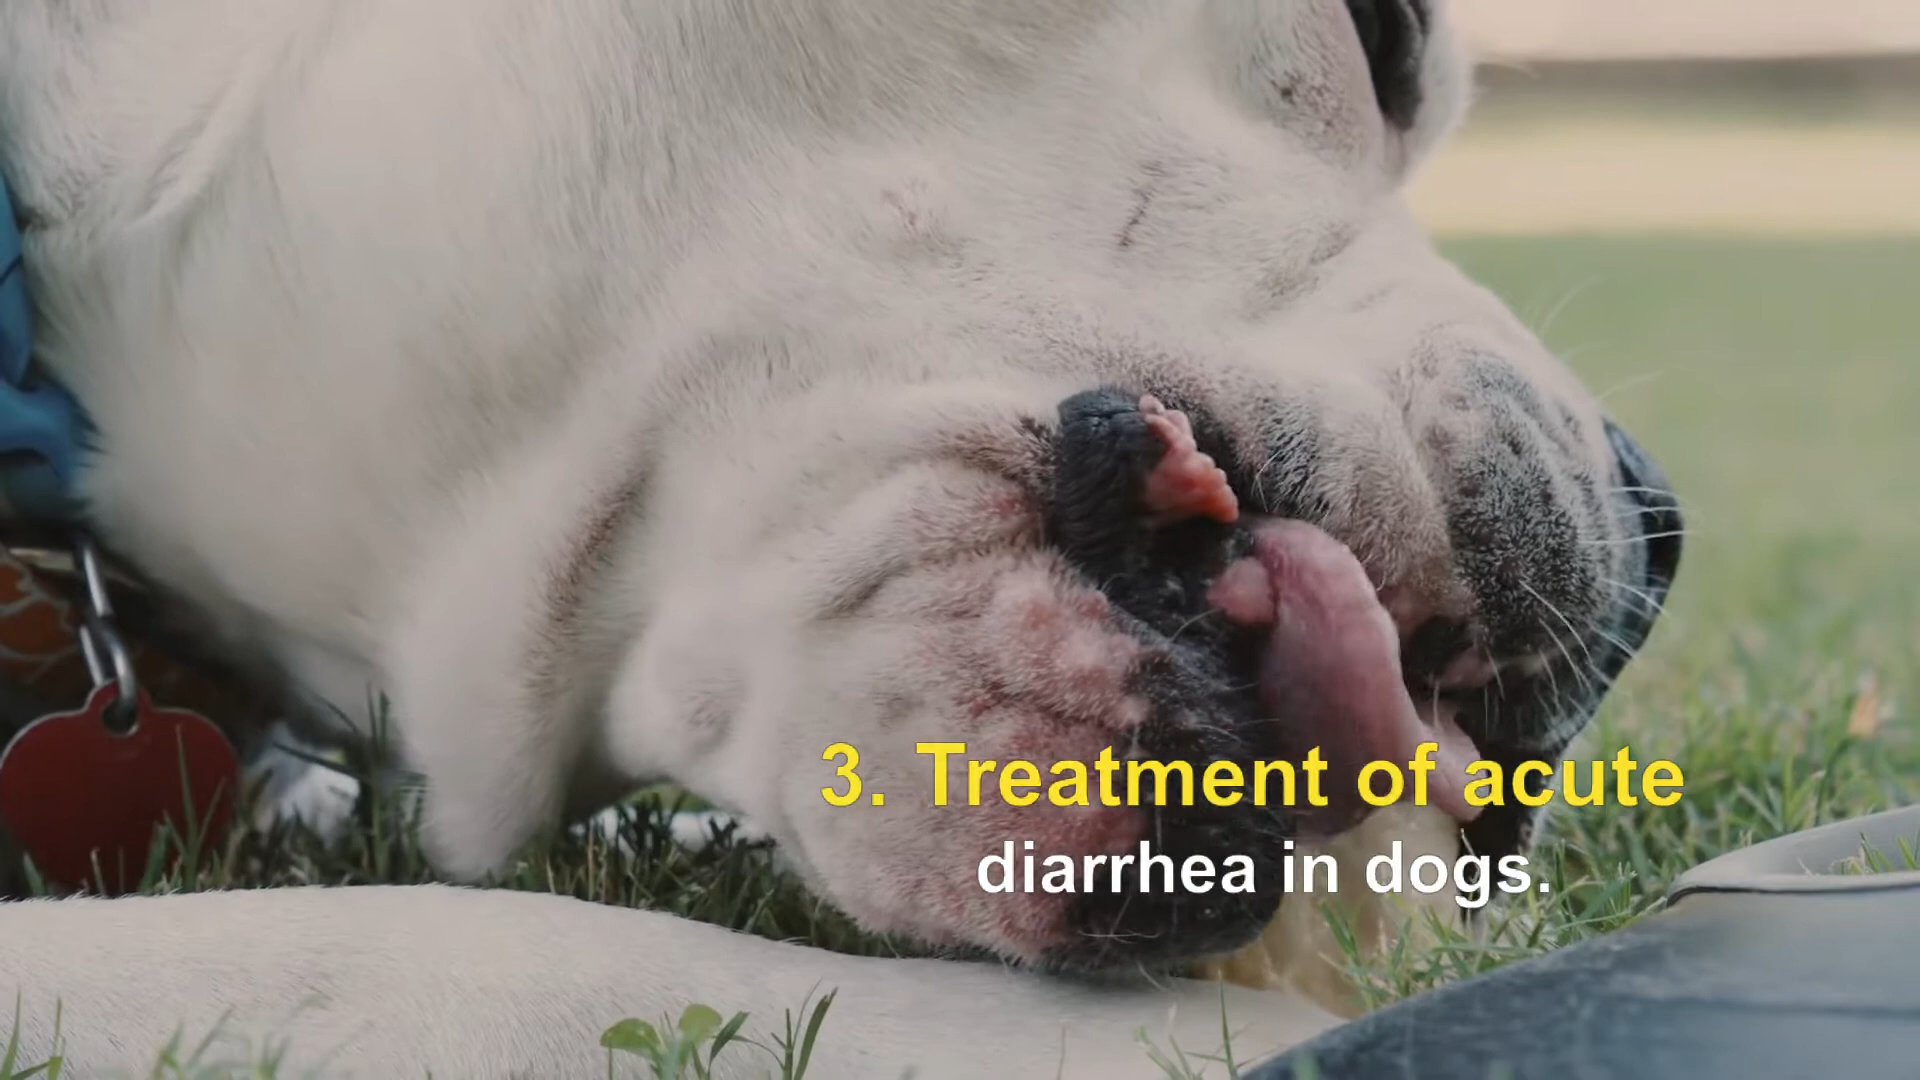 3. Treatment of acute
diarrhea in dogs.